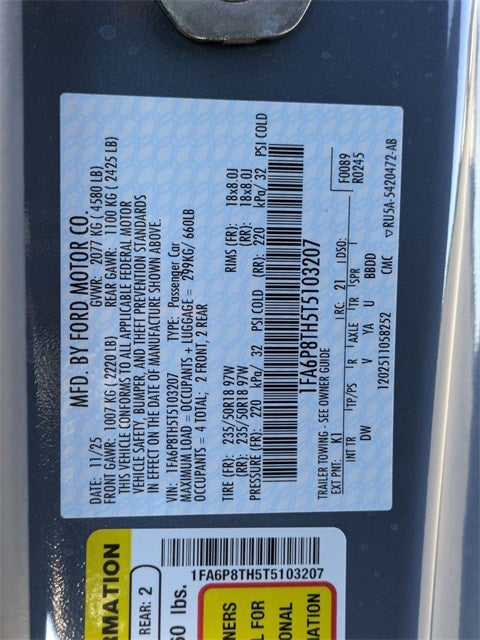 MFD. BY FORD MOTOR CO.
DATE: 11/25 GVWR: 2077 KG ( 4580 LB)
FRONT GAWR: 1007 KG ( 2220 LB) REAR GAWR: 1100 KG ( 2425 LB)
THIS VEHICLE CONFORMS TO ALL APPLICABLE FEDERAL MOTOR
VEHICLE SAFETY, BUMPER, AND THEFT PREVENTION STANDARDS
IN EFFECT ON THE DATE OF MANUFACTURE SHOWN ABOVE.
VIN: 1FA6P8TH5T5103207 TYPE: Passenger Car
MAXIMUM LOAD = OCCUPANTS + LUGGAGE = 299KG/ 660LB
OCCUPANTS = 4 TOTAL; 2 FRONT, 2 REAR
TIRE (FR): 235/50R18 97W RIMS (FR): 18x8.0J
(RR): 235/50R18 97W (RR): 18x8.0J
PRESSURE: (FR): 220 kPa/ 32 PSI COLD (RR): 220 kPa/ 32 PSI COLD
1FA6P8TH5T5103207
TRAILER TOWING - SEE OWNER GUIDE F0089
EXT PNT: K1 RC: 21 DSO: R0245
INT TR TP/PS R AXLE TR SPR
DW V YA U BBDD
1202511058252 CMC ▽RU5A-5420472-AB
1FA6P8TH5T5103207
REAR: 2
lbs.